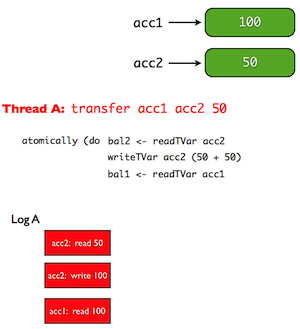 acc1 100
acc2 50
Thread A: transfer acc1 acc2 50
atomically (do bal2 <- readTVar acc2
writeTVar acc2 (50 + 50)
bal1 <- readTVar acc1
Log A
acc2: read 50
acc2: write 100
acc1: read 100